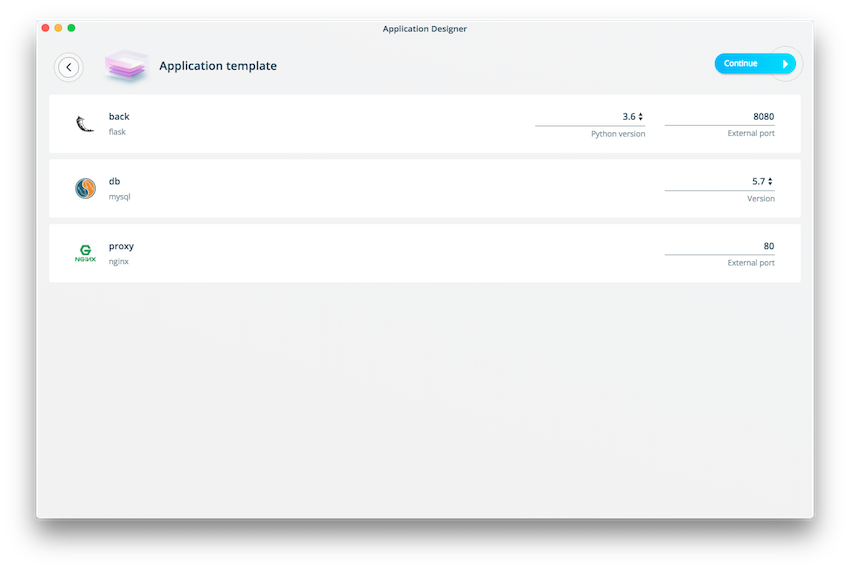 Application Designer
Application template
Continue
back
flask
3.6
Python version
8080
External port
db
mysql
5.7
Version
NGINX
proxy
nginx
80
External port